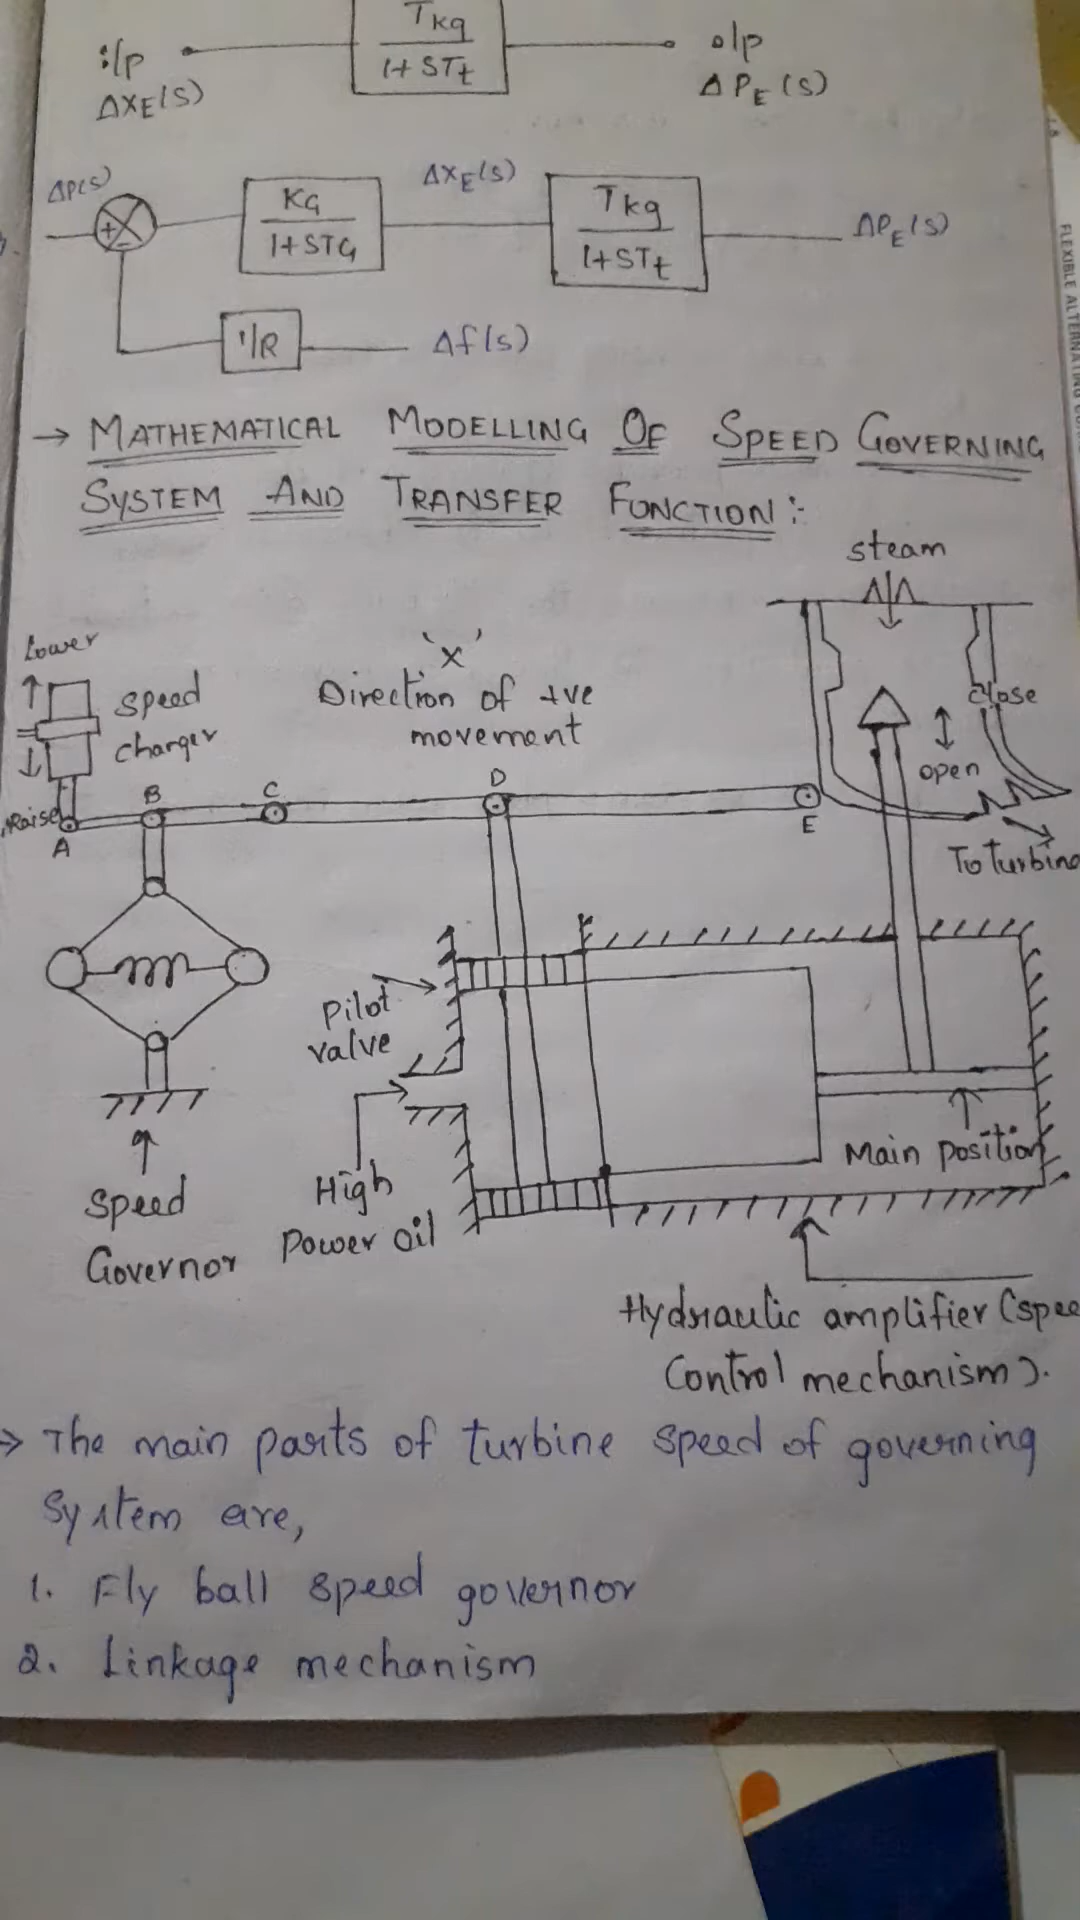 Tkg
:/p
1+STt
o/p
ΔXE(S)
ΔPE(S)
ΔP(S)
KG
1+STG
ΔXE(S)
Tkg
1+STt
ΔPE(S)
+
-
1/R
Δf(S)
→ MATHEMATICAL MODELLING OF SPEED GOVERNING
SYSTEM AND TRANSFER FONCTION :-
steam
Lower
'x'
speed
charger
Direction of +ve
movement
close
open
Raise
A
B
C
D
E
To turbine
Pilot
valve
Main position
High
Power oil
Speed
Governor
Hydraulic amplifier (spee
Control mechanism).
→ The main parts of turbine speed of governing
System are,
1. Fly ball speed governor
2. Linkage mechanism
FLEXIBLE ALTERNATING